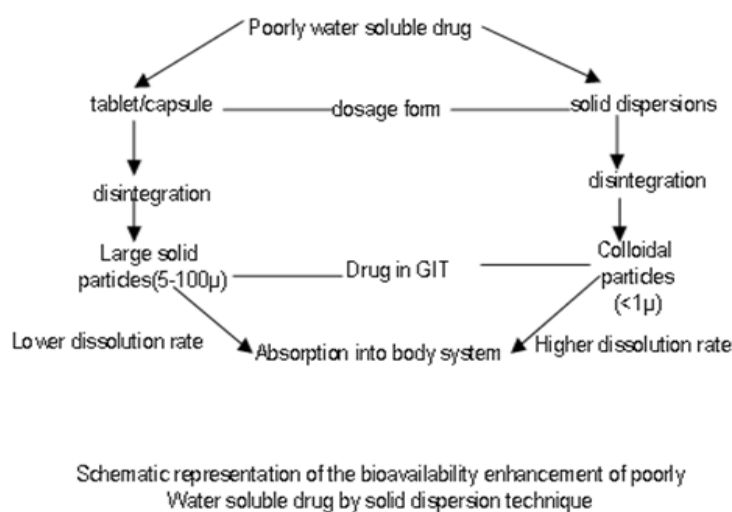 Poorly water soluble drug
tablet/capsule
dosage form
solid dispersions
disintegration
disintegration
Large solid
particles(5-100µ)
Drug in GIT
Colloidal
particles
(<1µ)
Lower dissolution rate
Absorption into body system
Higher dissolution rate
Schematic representation of the bioavailability enhancement of poorly
Water soluble drug by solid dispersion technique